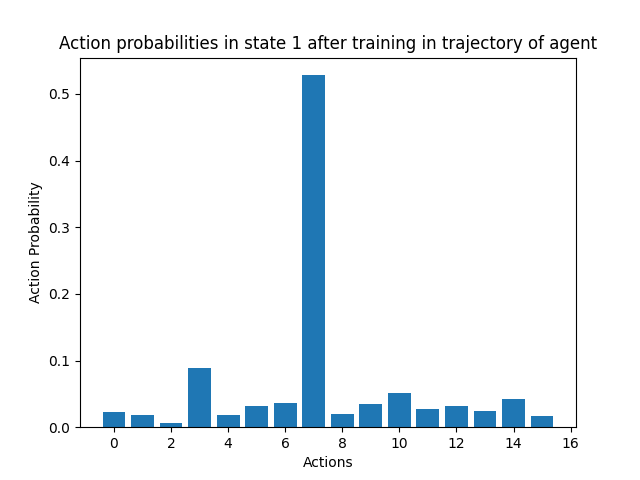 Action probabilities in state 1 after training in trajectory of agent
0.5
0.4
0.3
0.2
0.1
0.0
Action Probability
0 2 4 6 8 10 12 14 16
Actions